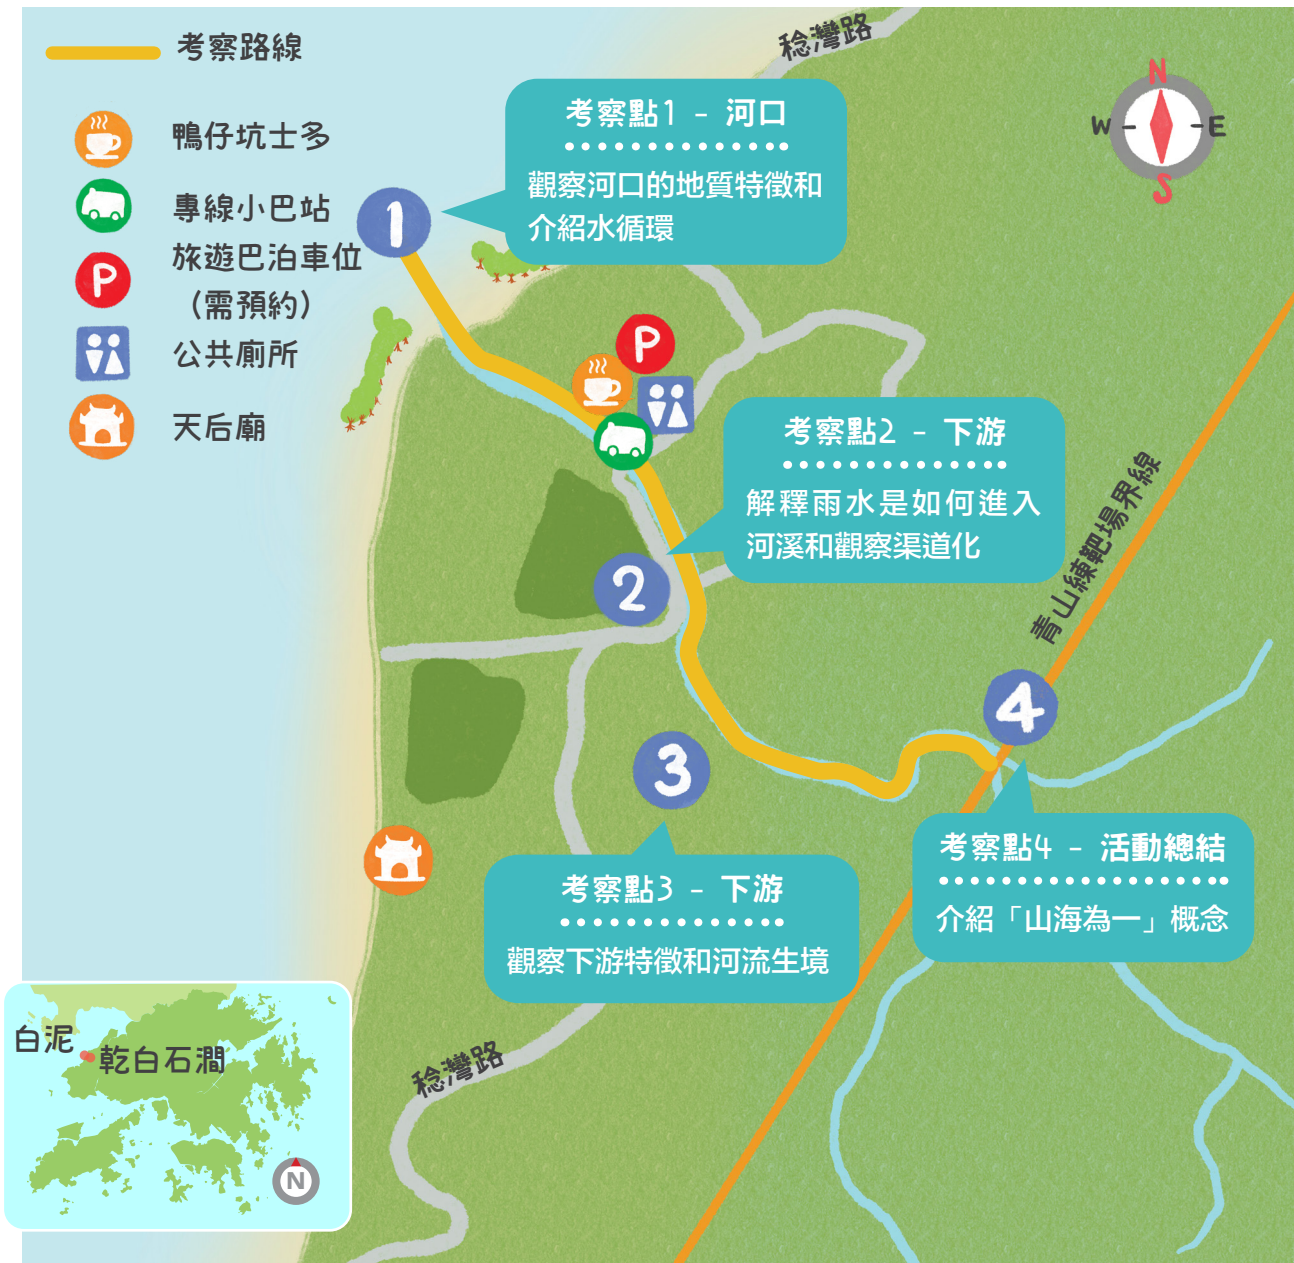 考察路線
鴨仔坑士多
專線小巴站
旅遊巴泊車位
（需預約）
公共廁所
天后廟
稔灣路
N
W
E
S
考察點1 - 河口
觀察河口的地質特徵和
介紹水循環
1
P
P
考察點2 - 下游
解釋雨水是如何進入
河溪和觀察渠道化
2
青山練靶場界線
3
4
考察點3 - 下游
觀察下游特徵和河流生境
考察點4 - 活動總結
介紹「山海為一」概念
稔灣路
白泥
乾白石澗
N